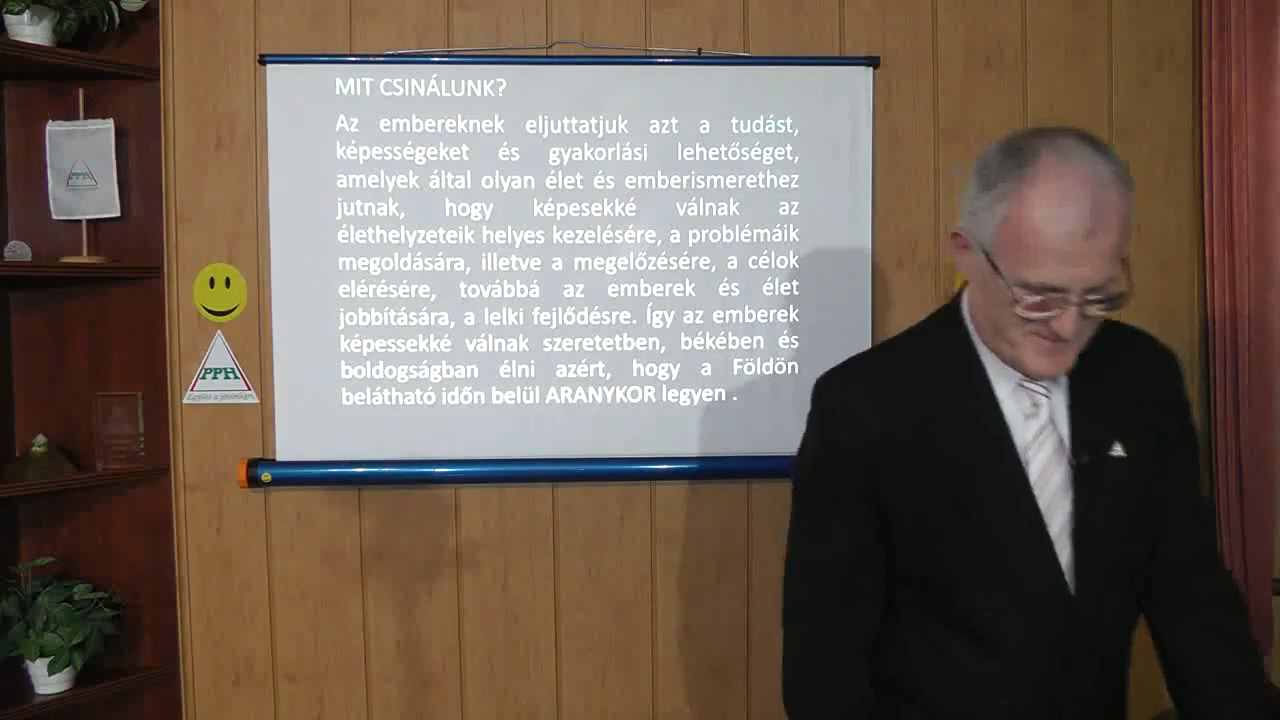 MIT CSINÁLUNK?
Az embereknek eljuttatjuk azt a tudást,
képességeket és gyakorlási lehetőséget,
amelyek által olyan élet és emberismerethez
jutnak, hogy képesekké válnak az
élethelyzeteik helyes kezelésére, a problémáik
megoldására, illetve a megelőzésére, a célok
elérésére, továbbá az emberek és élet
jobbítására, a lelki fejlődésre. Így az emberek
képessekké válnak szeretetben, békében és
boldogságban élni azért, hogy a Földön
belátható időn belül ARANYKOR legyen .
PPH